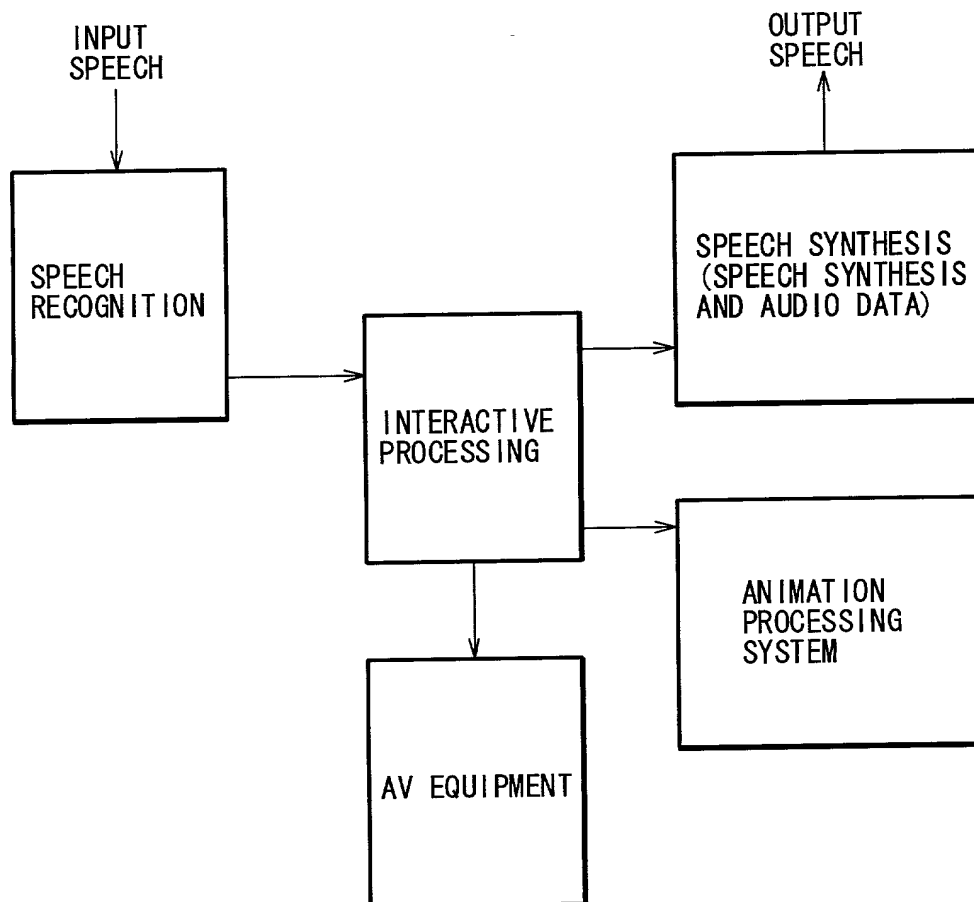 INPUT
SPEECH
OUTPUT
SPEECH
SPEECH
RECOGNITION
SPEECH SYNTHESIS
(SPEECH SYNTHESIS
AND AUDIO DATA)
INTERACTIVE
PROCESSING
ANIMATION
PROCESSING
SYSTEM
AV EQUIPMENT